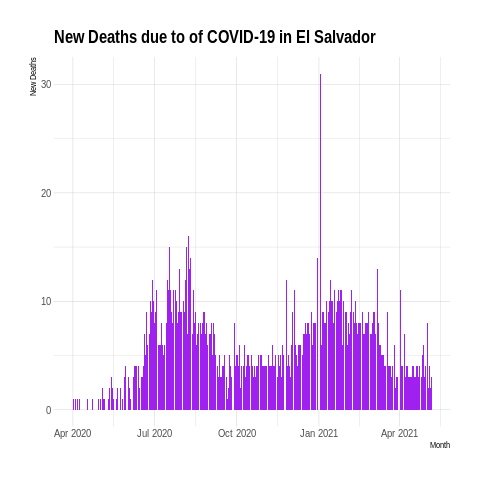 New Deaths due to of COVID-19 in El Salvador
New Deaths
30
20
10
0
Apr 2020 Jul 2020 Oct 2020 Jan 2021 Apr 2021
Month